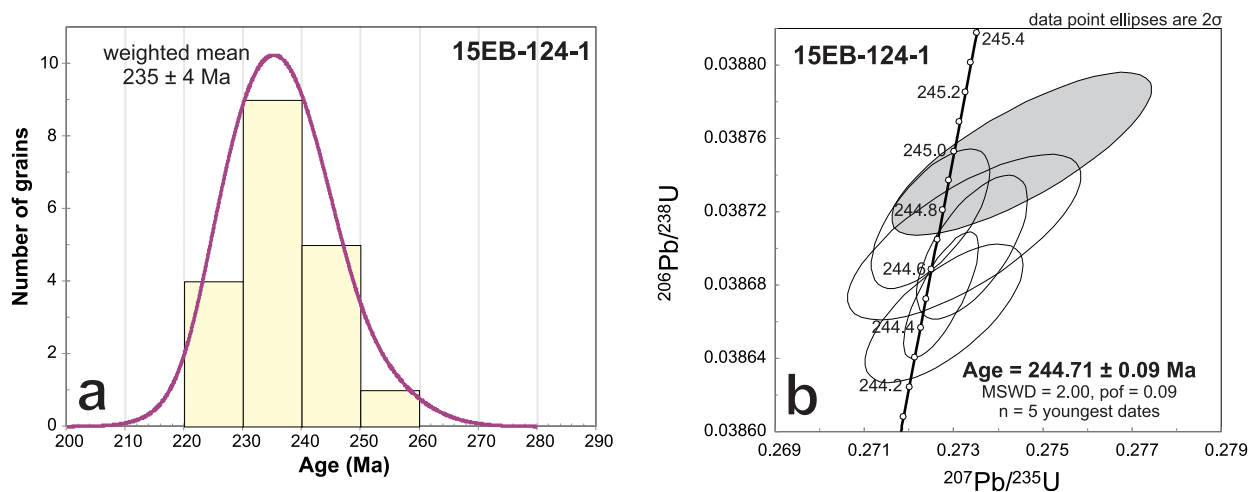 weighted mean
235 ± 4 Ma
15EB-124-1
Number of grains
10
8
6
4
2
0
a
200 210 220 230 240 250 260 270 280 290
Age (Ma)
data point ellipses are 2σ
15EB-124-1
206Pb/238U
0.03880
0.03876
0.03872
0.03868
0.03864
0.03860
245.4
245.2
245.0
244.8
244.6
244.4
244.2
b
Age = 244.71 ± 0.09 Ma
MSWD = 2.00, pof = 0.09
n = 5 youngest dates
0.269 0.271 0.273 0.275 0.277 0.279
207Pb/235U